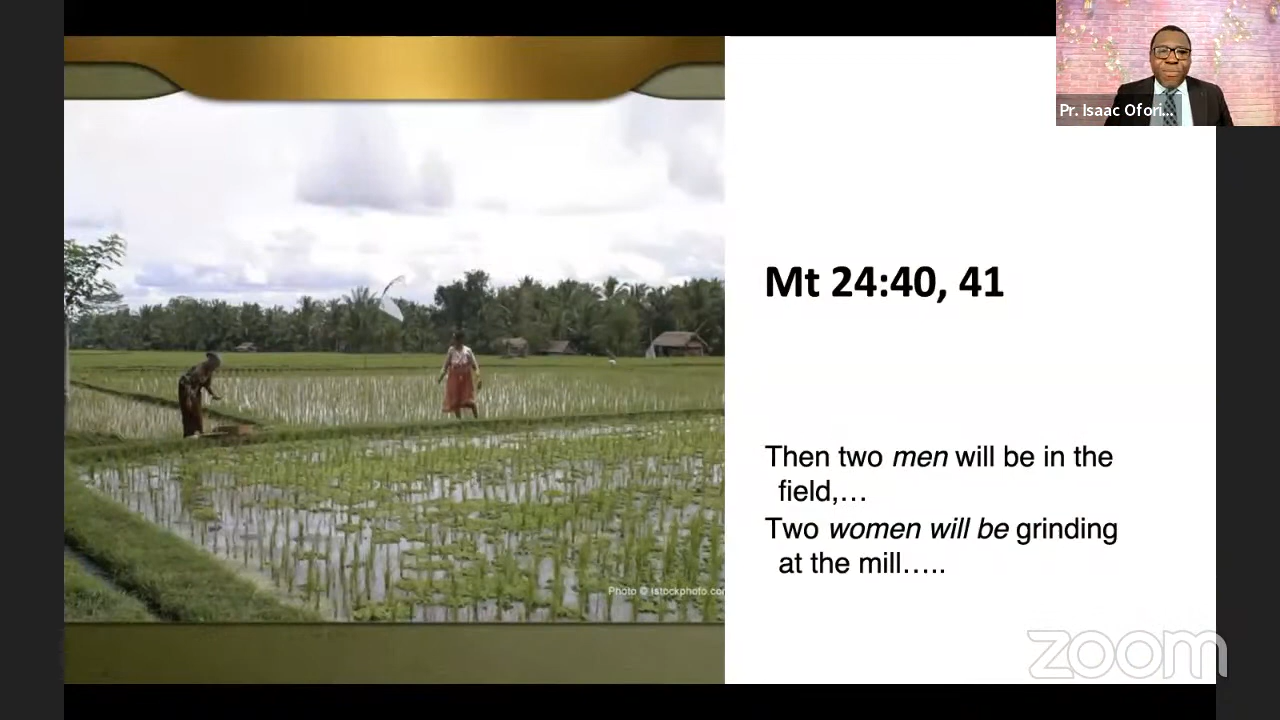 Pr. Isaac Ofori...
Mt 24:40, 41
Then two men will be in the
field,...
Two women will be grinding
at the mill.....
Photo © istockphoto.com
zoom